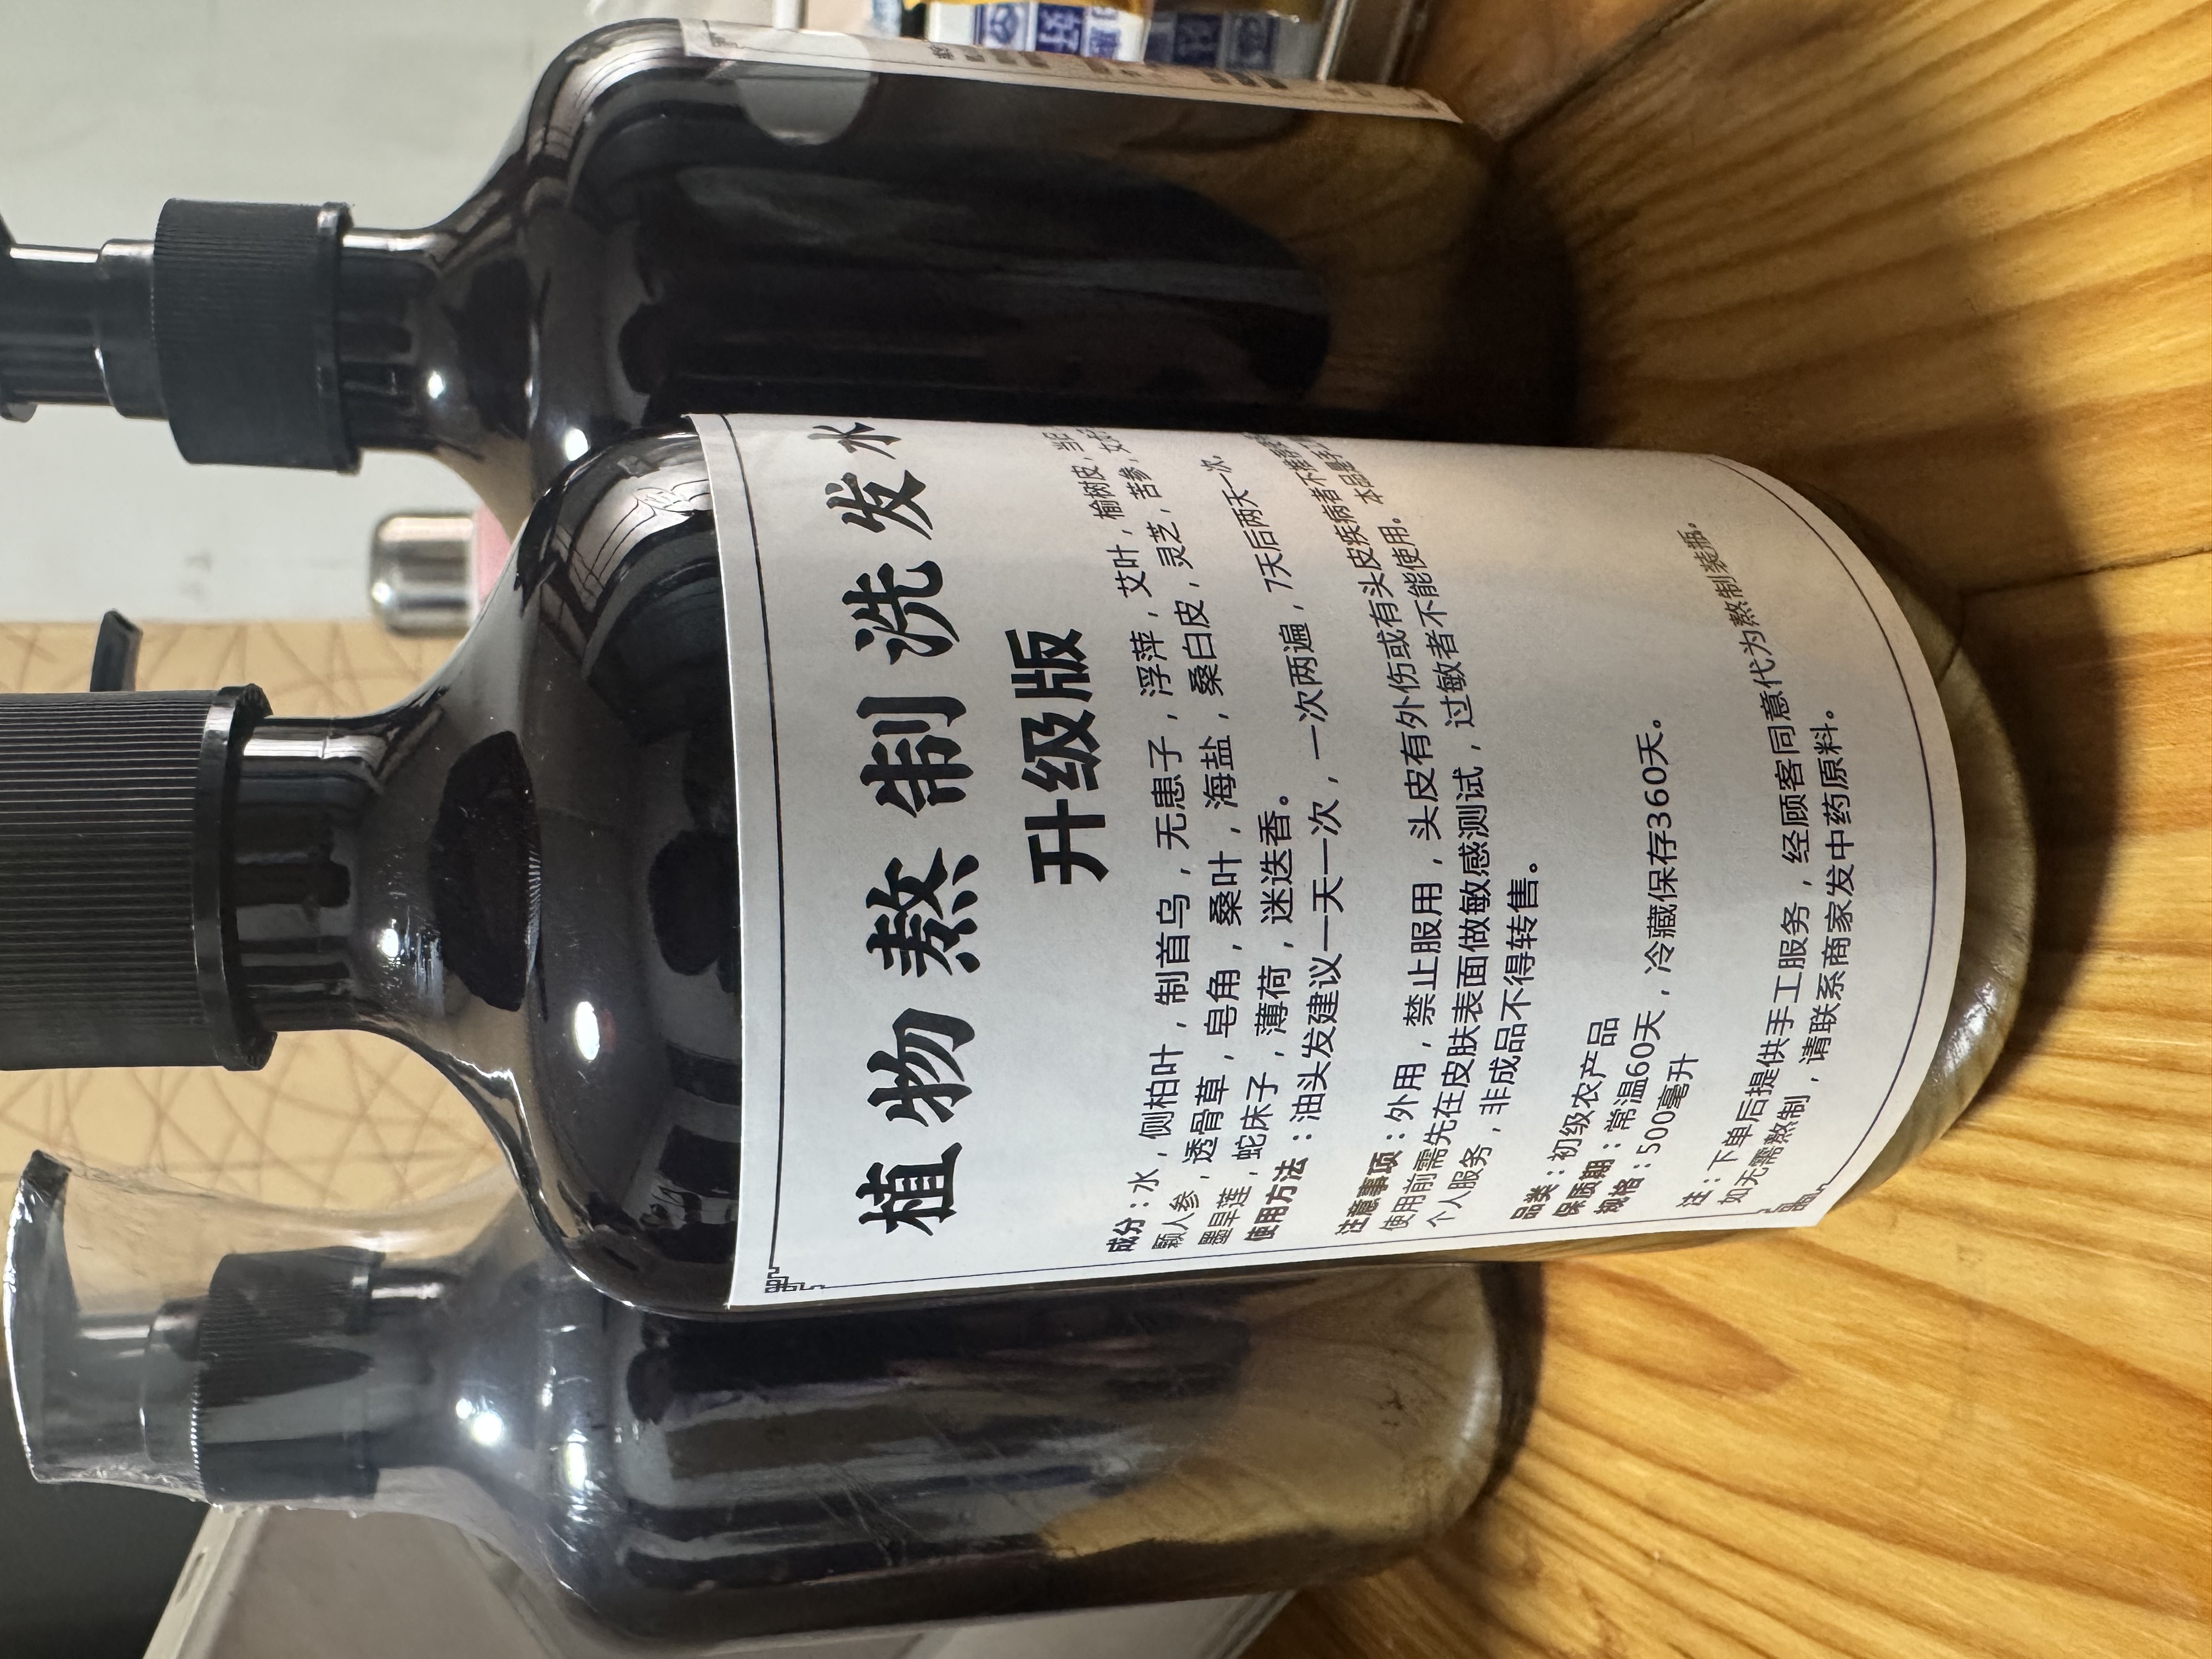 植物熬制洗发水
升级版
成分：水，侧柏叶，制首乌，无患子，浮萍，艾叶，榆树皮，当
颗人参，透骨草，皂角，桑叶，海盐，桑白皮，灵芝，苦参，女
墨旱莲，蛇床子，薄荷，迷迭香。
使用方法：油头发建议一天一次，一次两遍，7天后两天一次，
注意事项：外用，禁止服用，头皮有外伤或有头皮疾病者不推
使用前需先在皮肤表面做敏感测试，过敏者不能使用。本品是手
个人服务，非成品不得转售。
品类：初级农产品
保质期：常温60天，冷藏保存360天。
规格：500毫升
注：下单后提供手工服务，经顾客同意代为熬制装瓶。
如无需熬制，请联系商家发中药原料。
好